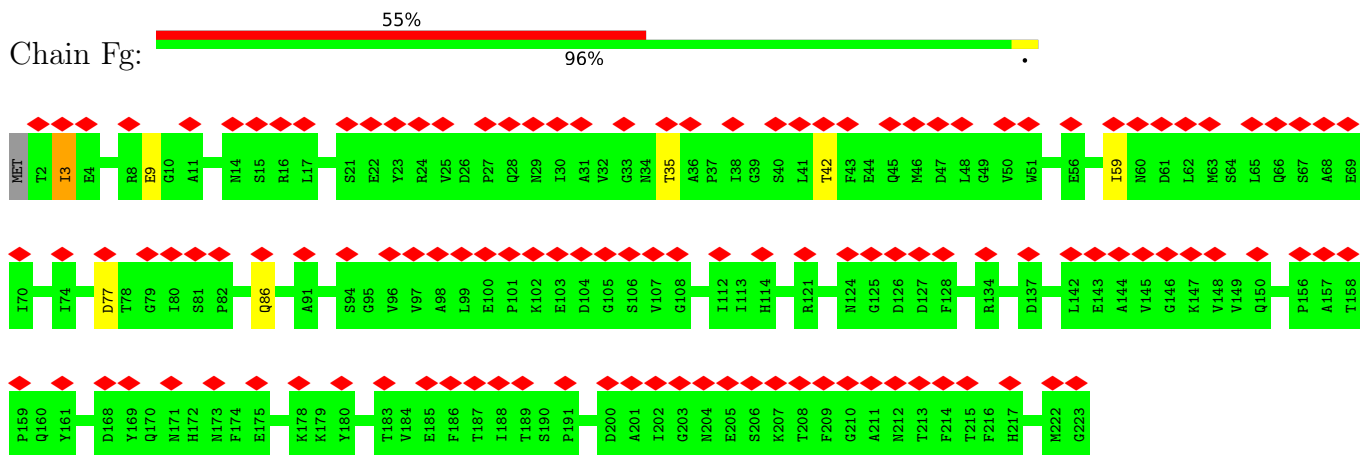 55%
Chain Fg:
96%
•
MET T2 I3 E4 R8 E9 G10 A11 N14 S15 R16 L17 S21 E22 Y23 R24 V25 D26 P27 Q28 N29 I30 A31 V32 G33 N34 T35 A36 P37 I38 G39 S40 L41 T42 F43 E44 Q45 M46 D47 L48 G49 V50 W51 E56 I59 N60 D61 L62 M63 S64 L65 Q66 S67 A68 E69
I70 I74 D77 T78 G79 I80 S81 P82 Q86 A91 S94 G95 V96 V97 A98 L99 E100 P101 K102 E103 D104 G105 S106 V107 G108 I112 I113 H114 R121 N124 G125 D126 D127 F128 R134 D137 L142 E143 A144 V145 G146 K147 V148 V149 Q150 P156 A157 T158
P159 Q160 Y161 D168 Y169 Q170 N171 H172 N173 F174 E175 K178 K179 Y180 T183 V184 E185 F186 T187 I188 T189 S190 P191 D200 A201 I202 G203 N204 E205 S206 K207 T208 F209 G210 A211 N212 T213 F214 T215 F216 H217 M222 G223